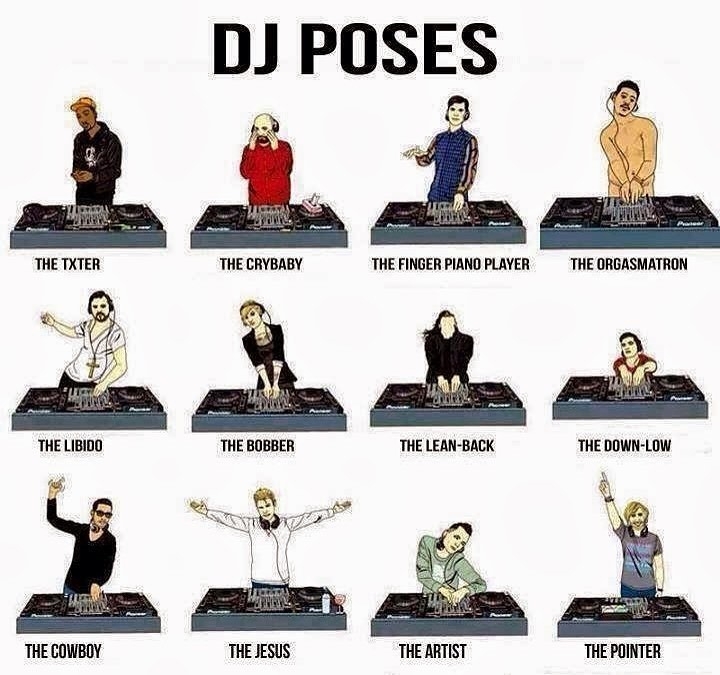 DJ POSES
THE TXTER
THE CRYBABY
THE FINGER PIANO PLAYER
THE ORGASMATRON
THE LIBIDO
THE BOBBER
THE LEAN-BACK
THE DOWN-LOW
THE COWBOY
THE JESUS
THE ARTIST
THE POINTER